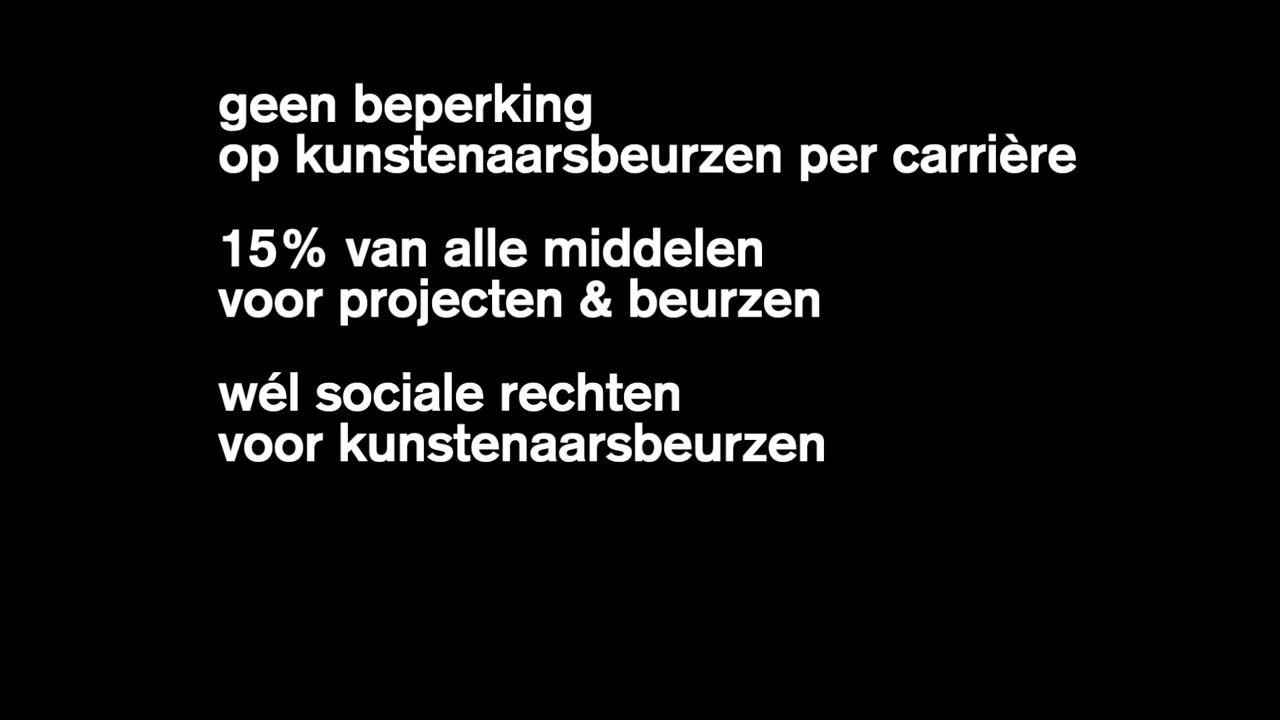 geen beperking
op kunstenaarsbeurzen per carrière
15% van alle middelen
voor projecten & beurzen
wél sociale rechten
voor kunstenaarsbeurzen